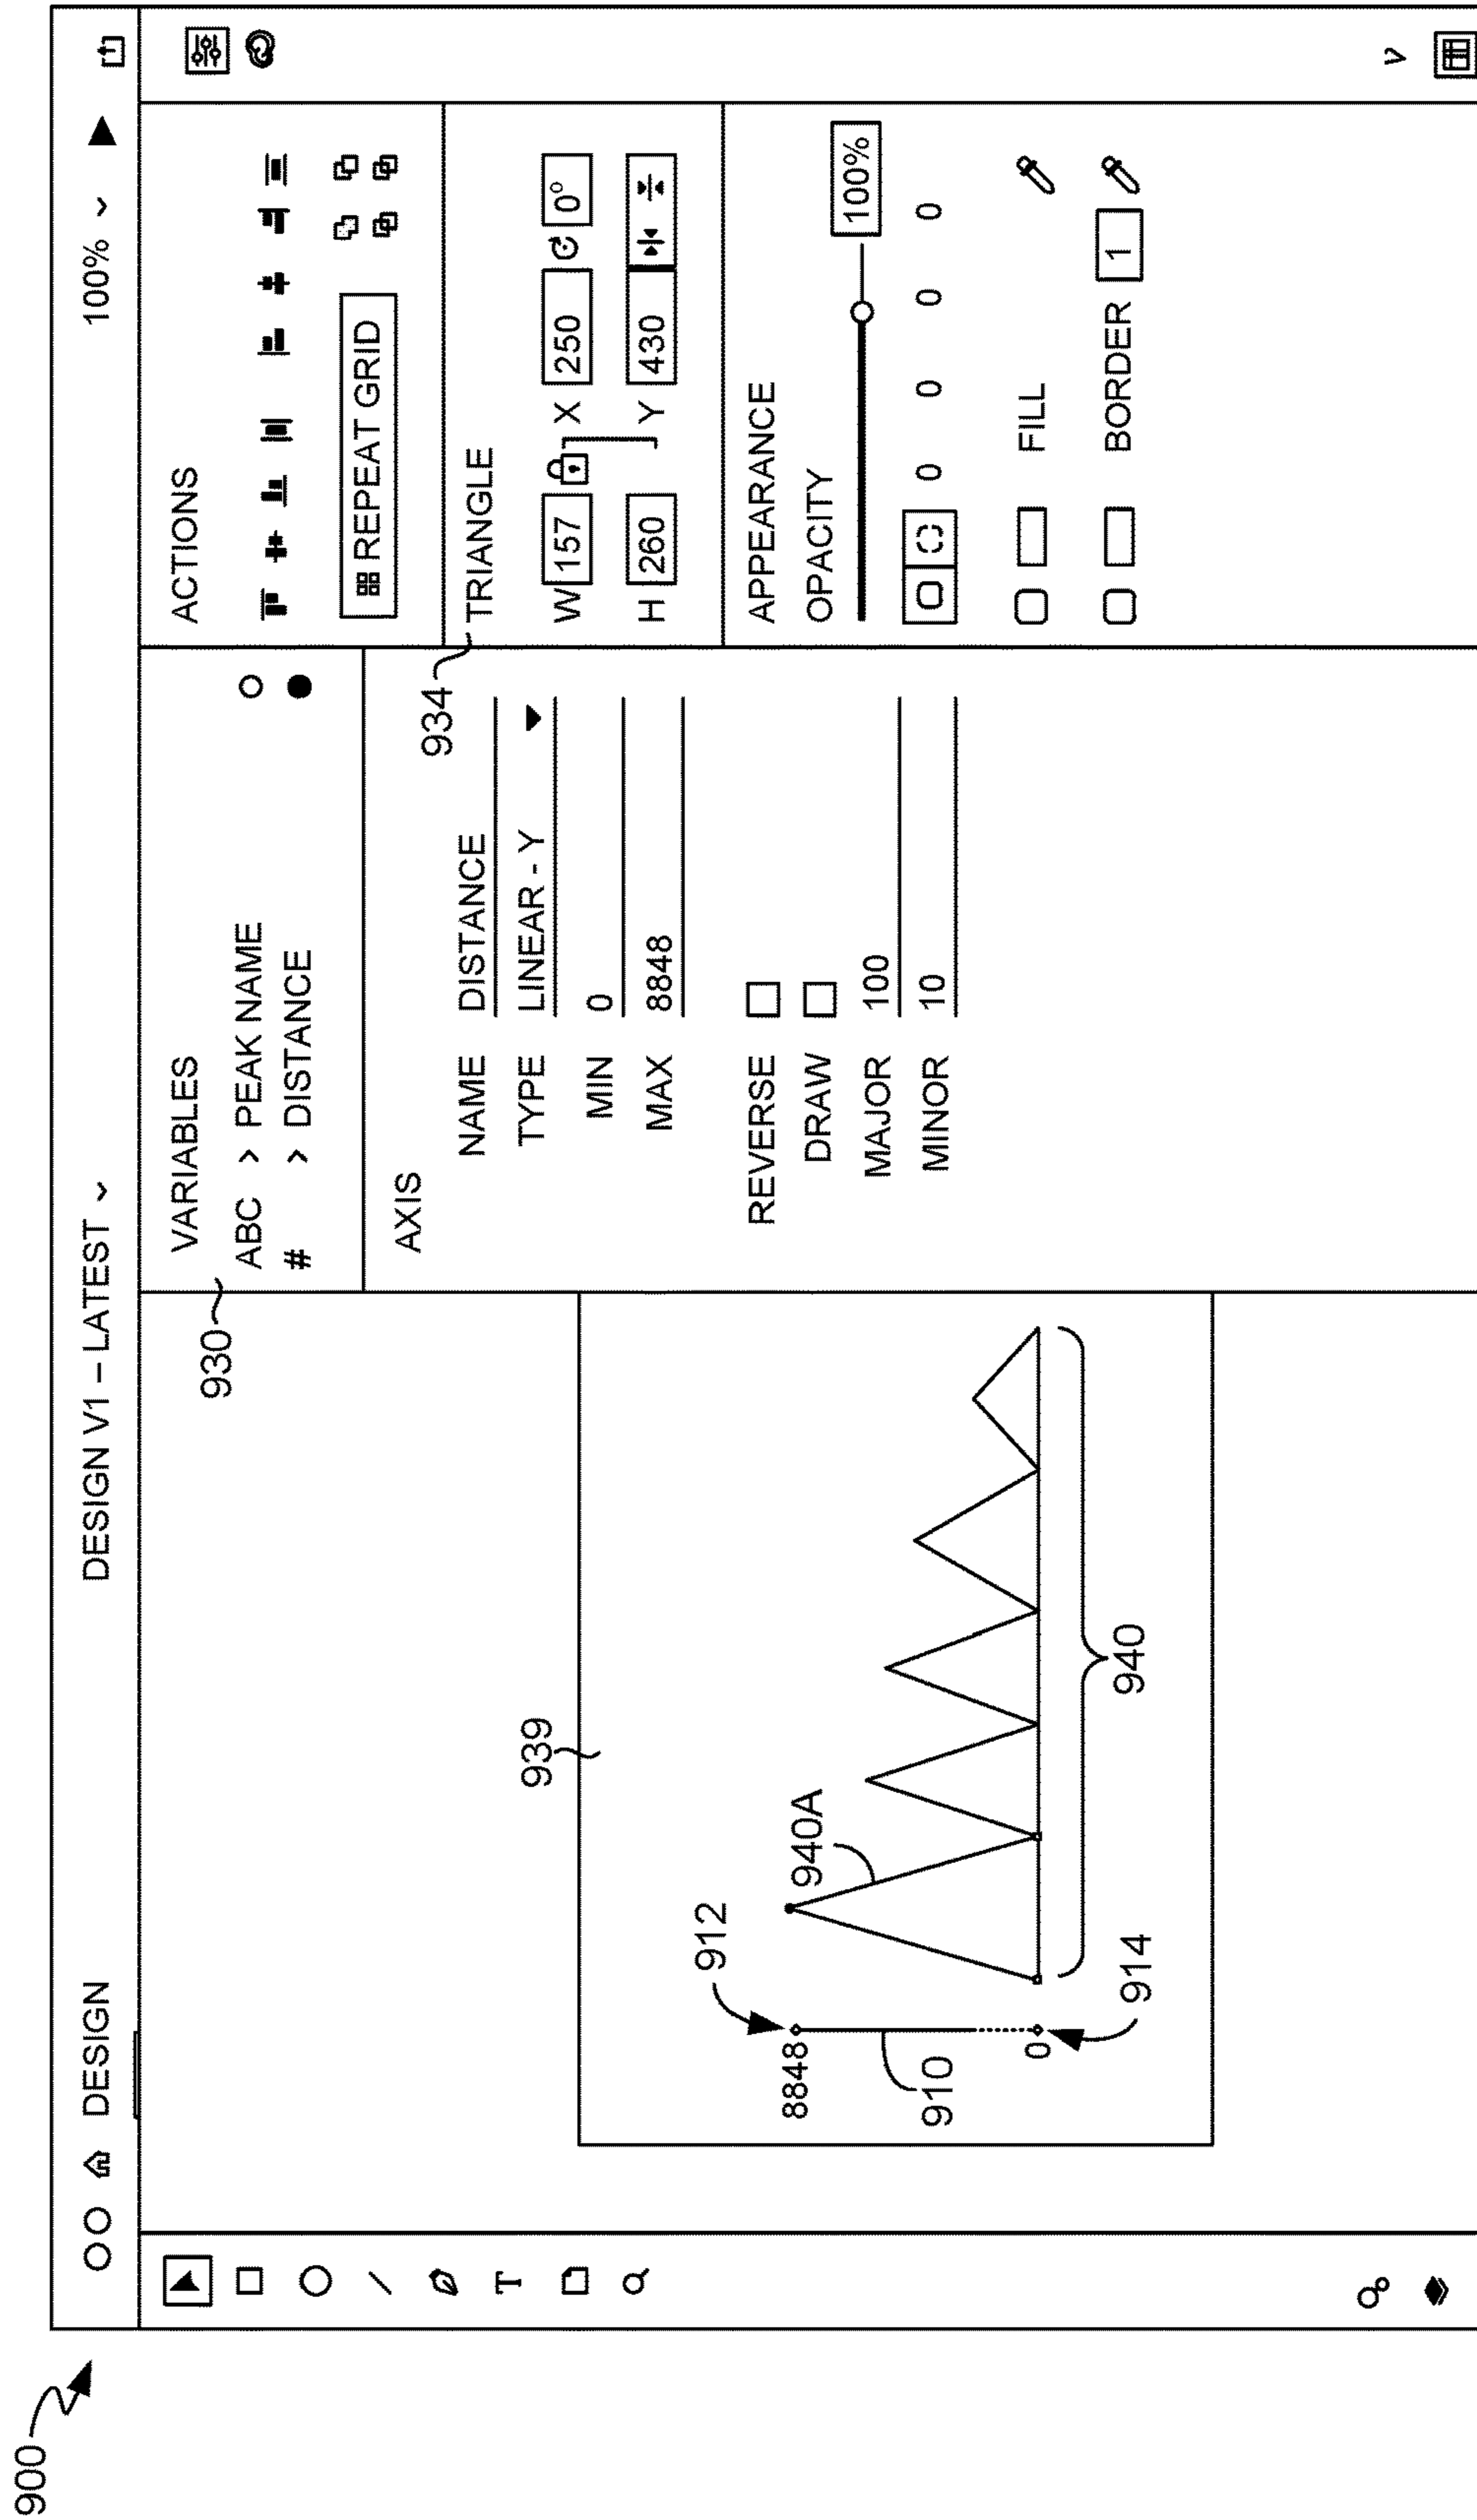 900
DESIGN
DESIGN V1 – LATEST
100%
930
VARIABLES
ABC > PEAK NAME
# > DISTANCE
AXIS
NAME DISTANCE
TYPE LINEAR - Y
MIN 0
MAX 8848
REVERSE
DRAW
MAJOR 100
MINOR 10
ACTIONS
REPEAT GRID
934
TRIANGLE
W 157 X 250 0°
H 260 Y 430
APPEARANCE
OPACITY
100%
0 0 0 0
FILL
BORDER 1
T
939
912
8848
940A
910
0
914
940
v